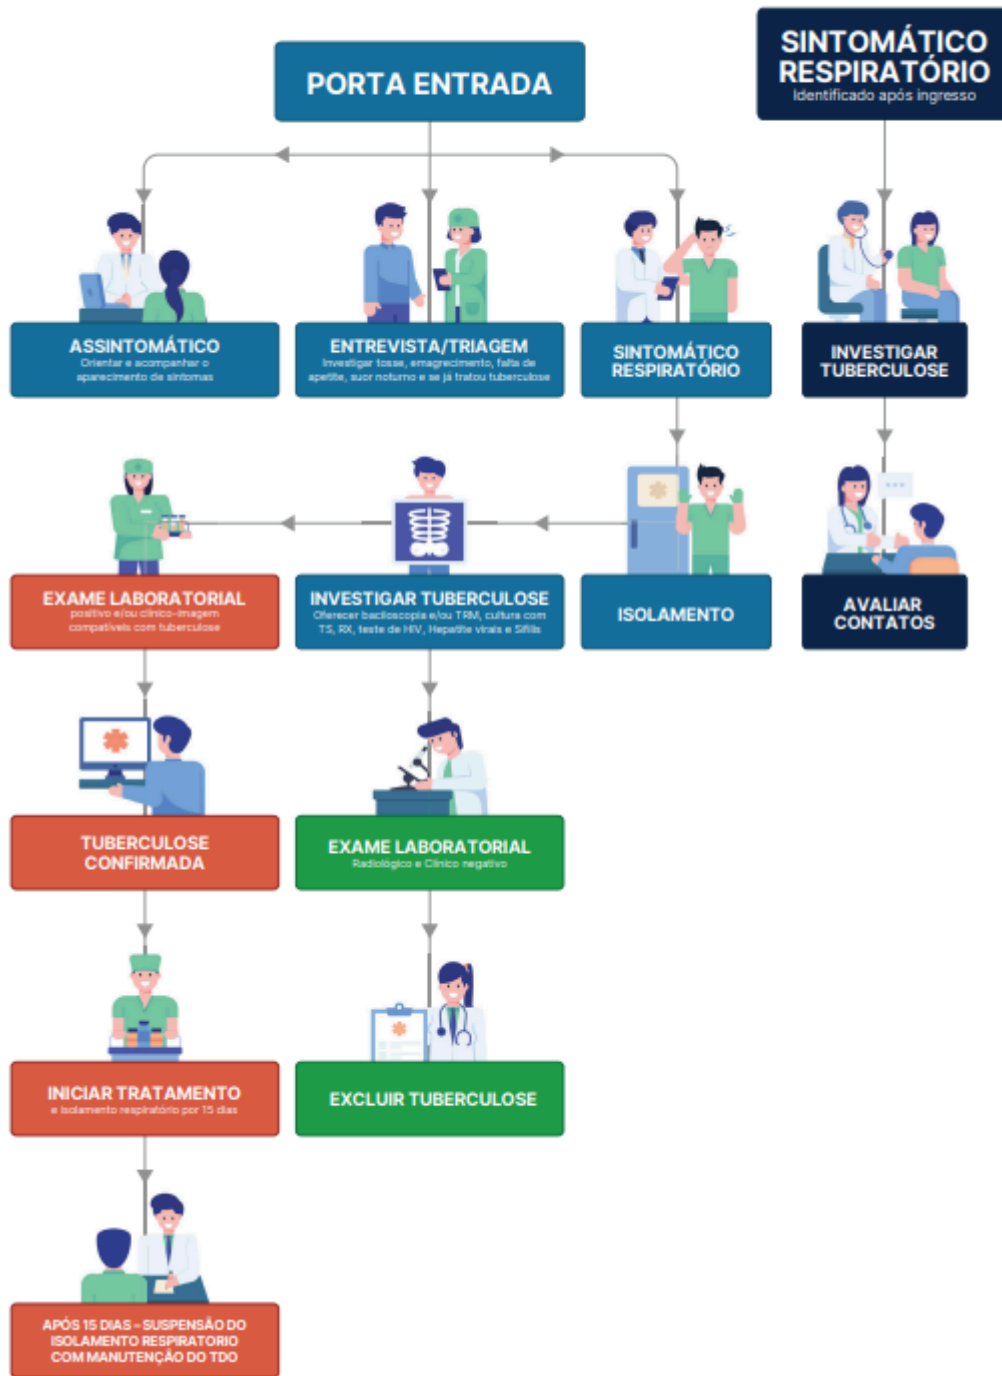 PORTA ENTRADA
SINTOMÁTICO
RESPIRATÓRIO
Identificado após ingresso
ASSINTOMÁTICO
Orientar e acompanhar o
aparecimento de sintomas
ENTREVISTA/TRIAGEM
Investigar tosse, emagrecimento, falta de
apetite, suor noturno e se já tratou tuberculose
SINTOMÁTICO
RESPIRATÓRIO
INVESTIGAR
TUBERCULOSE
EXAME LABORATORIAL
positivo e/ou clínico-imagem
compatíveis com tuberculose
INVESTIGAR TUBERCULOSE
Oferecer baciloscopia e/ou TRM, cultura com
TS, RX, teste de HIV, Hepatite virais e Sífilis
ISOLAMENTO
AVALIAR
CONTATOS
TUBERCULOSE
CONFIRMADA
EXAME LABORATORIAL
Radiológico e Clínico negativo
INICIAR TRATAMENTO
e isolamento respiratório por 15 dias
EXCLUIR TUBERCULOSE
APÓS 15 DIAS – SUSPENSÃO DO
ISOLAMENTO RESPIRATORIO
COM MANUTENÇÃO DO TDO